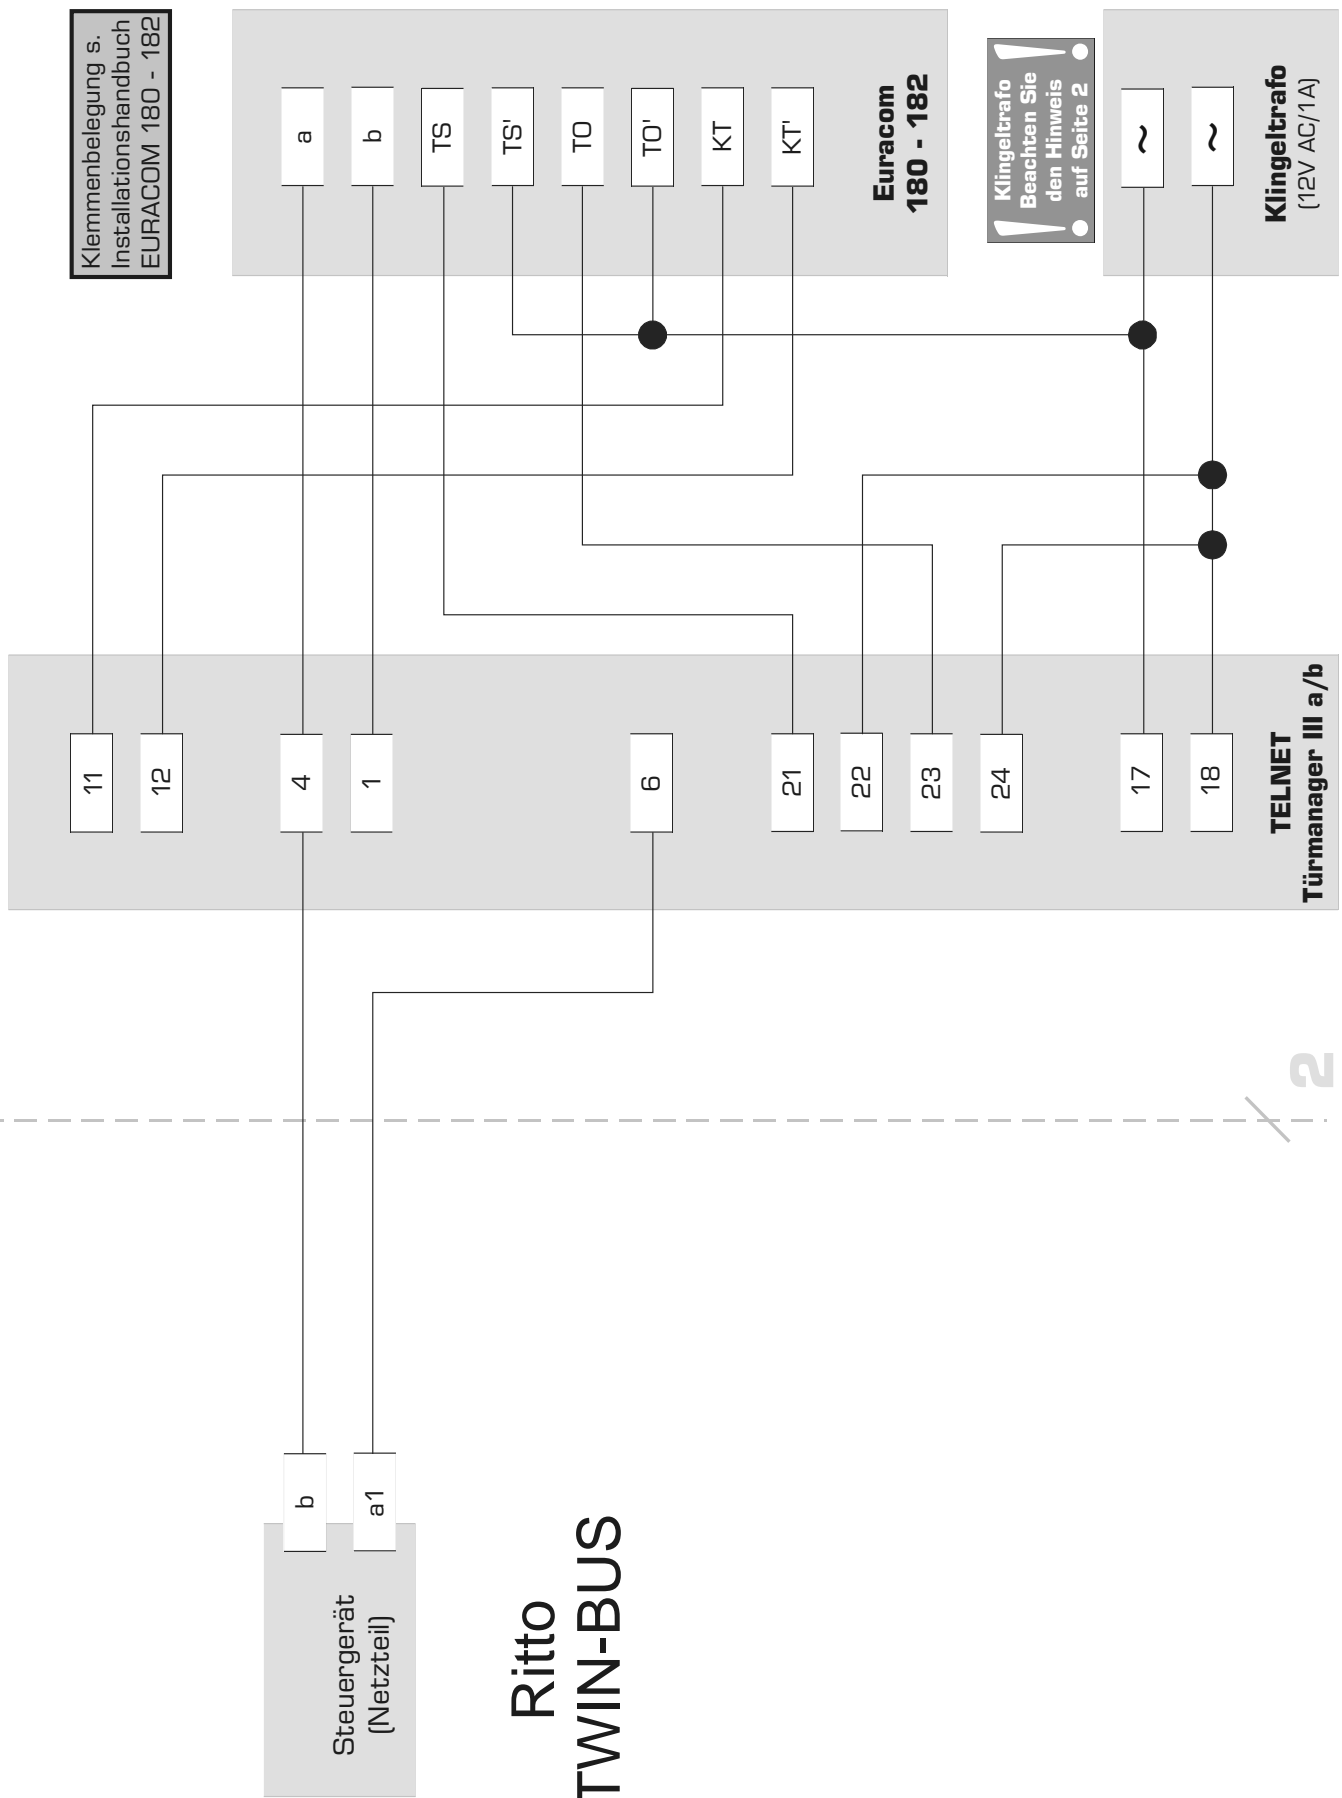 Klemmenbelegung s.
Installationshandbuch
EURACOM 180 - 182
a
b
TS
TS'
TO
TO'
KT
KT'
Euracom
180 - 182
Klingeltrafo
Beachten Sie
den Hinweis
auf Seite 2
~
~
Klingeltrafo
(12V AC/1A)
11
12
4
1
6
21
22
23
24
17
18
TELNET
Türmanager III a/b
2
b
a1
Steuergerät
(Netzteil)
Ritto
TWIN-BUS